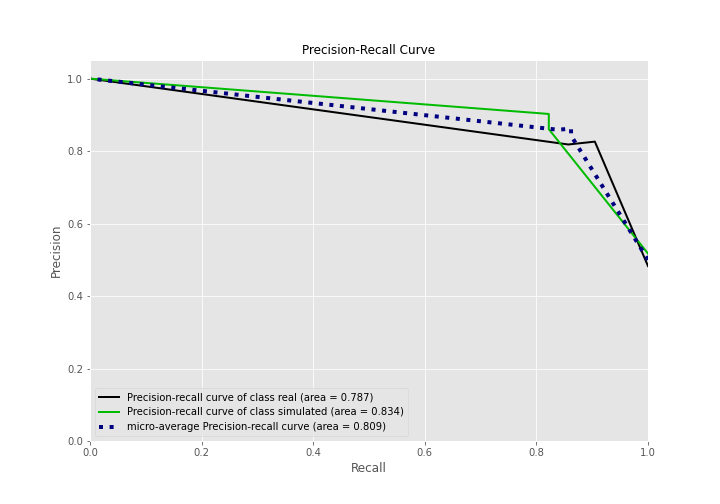 Precision-Recall Curve
1.0
0.8
0.6
0.4
0.2
0.0
Precision
Precision-recall curve of class real (area = 0.787)
Precision-recall curve of class simulated (area = 0.834)
micro-average Precision-recall curve (area = 0.809)
0.0 0.2 0.4 0.6 0.8 1.0
Recall